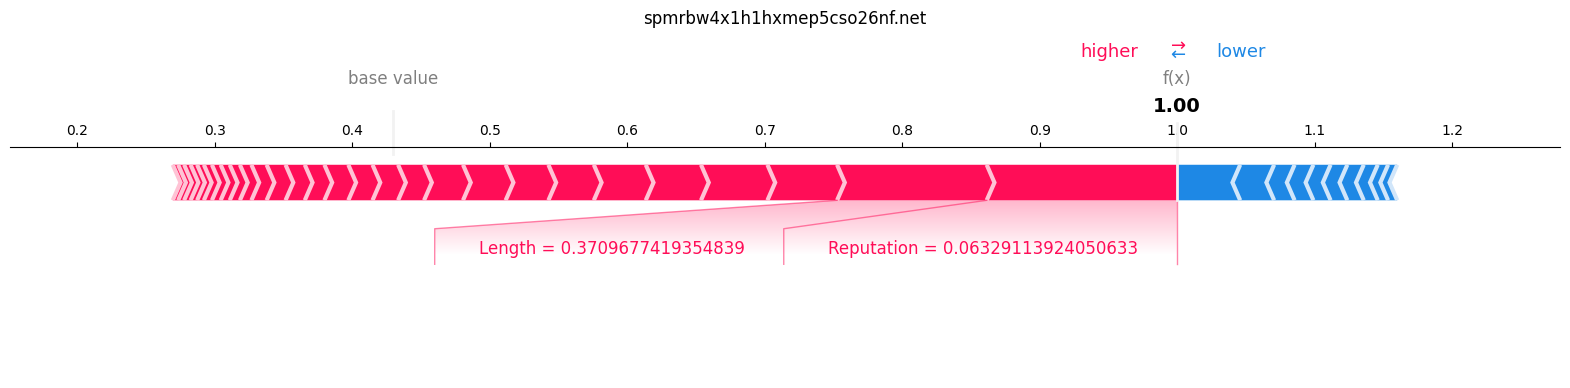 spmrbw4x1h1hxmep5cso26nf.net
higher → ← lower
base value f(x)
1.00
0.2 0.3 0.4 0.5 0.6 0.7 0.8 0.9 1.0 1.1 1.2
Length = 0.3709677419354839 Reputation = 0.06329113924050633